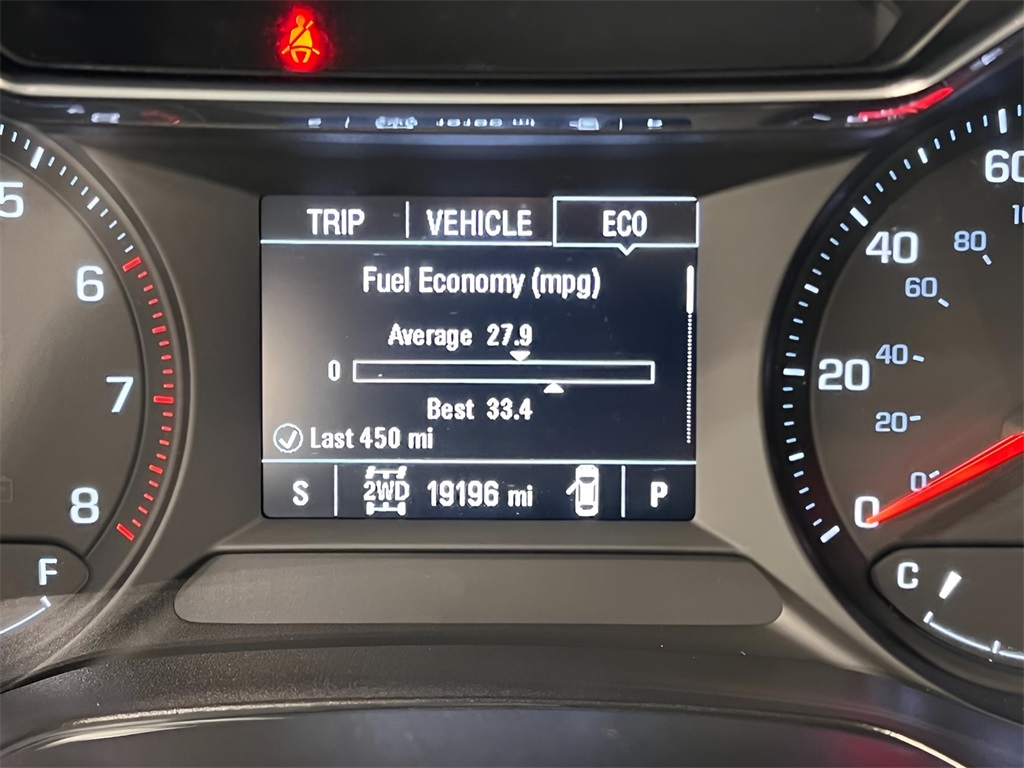 TRIP VEHICLE ECO
Fuel Economy (mpg)
Average 27.9
0
Best 33.4
Last 450 mi
S 2WD 19196 mi P
5
6
7
8
F
60
40
20
0
80
60
40
20
0
C